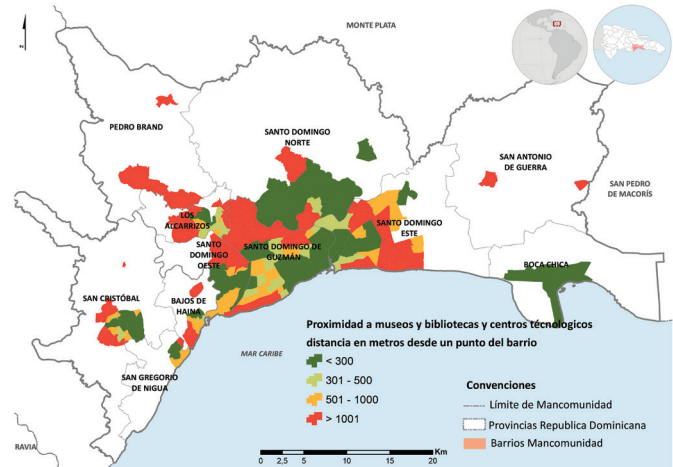 MONTE PLATA
N
PEDRO BRAND
SANTO DOMINGO
NORTE
SAN ANTONIO
DE GUERRA
SAN PEDRO
DE MACORÍS
LOS
ALCARRIZOS
SANTO DOMINGO
ESTE
SANTO
DOMINGO
OESTE
SANTO DOMINGO DE
GUZMÁN
BOCA CHICA
SAN CRISTÓBAL
BAJOS DE
HAINA
SAN GREGORIO
DE NIGUA
MAR CARIBE
RAVIA
Proximidad a museos y bibliotecas y centros técnologicos
distancia en metros desde un punto del barrio
< 300
301 - 500
501 - 1000
> 1001
Convenciones
Límite de Mancomunidad
Provincias Republica Dominicana
Barrios Mancomunidad
Km
0 2,5 5 10 15 20